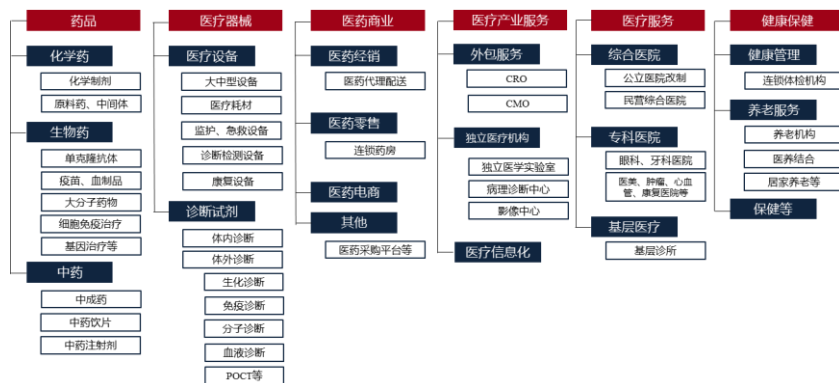 药品
化学药
化学制剂
原料药、中间体
生物药
单克隆抗体
疫苗、血制品
大分子药物
细胞免疫治疗
基因治疗等
中药
中成药
中药饮片
中药注射剂
医疗器械
医疗设备
大中型设备
医疗耗材
监护、急救设备
诊断检测设备
康复设备
诊断试剂
体内诊断
体外诊断
生化诊断
免疫诊断
分子诊断
血液诊断
POCT等
医药商业
医药经销
医药代理配送
医药零售
连锁药房
医药电商
其他
医药采购平台等
医疗产业服务
外包服务
CRO
CMO
独立医疗机构
独立医学实验室
病理诊断中心
影像中心
医疗信息化
医疗服务
综合医院
公立医院改制
民营综合医院
专科医院
眼科、牙科医院
医美、肿瘤、心血
管、康复医院等
基层医疗
基层诊所
健康保健
健康管理
连锁体检机构
养老服务
养老机构
医养结合
居家养老等
保健等